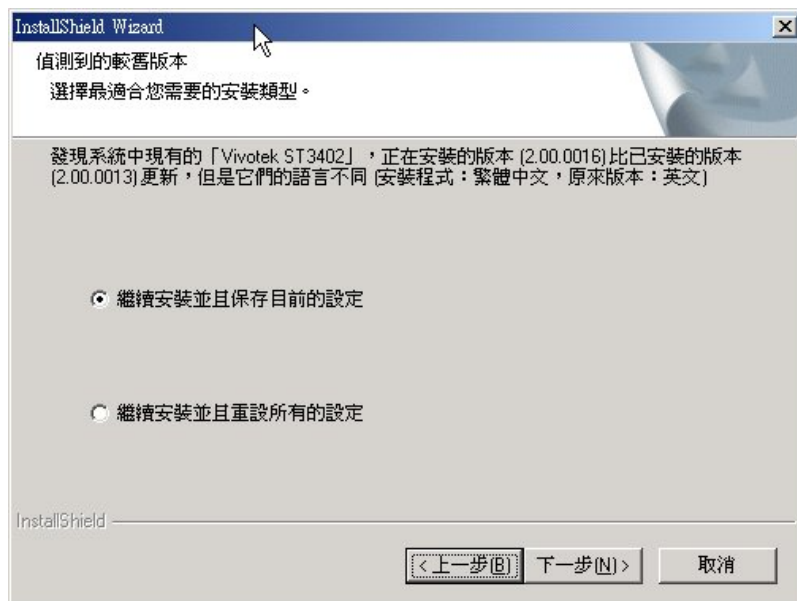 InstallShield Wizard
偵測到的較舊版本
選擇最適合您需要的安裝類型。
發現系統中現有的「Vivotek ST3402」，正在安裝的版本 (2.00.0016)比已安裝的版本
(2.00.0013)更新，但是它們的語言不同 (安裝程式：繁體中文，原來版本：英文)
繼續安裝並且保存目前的設定
繼續安裝並且重設所有的設定
InstallShield
<上一步(B) 下一步(N)> 取消